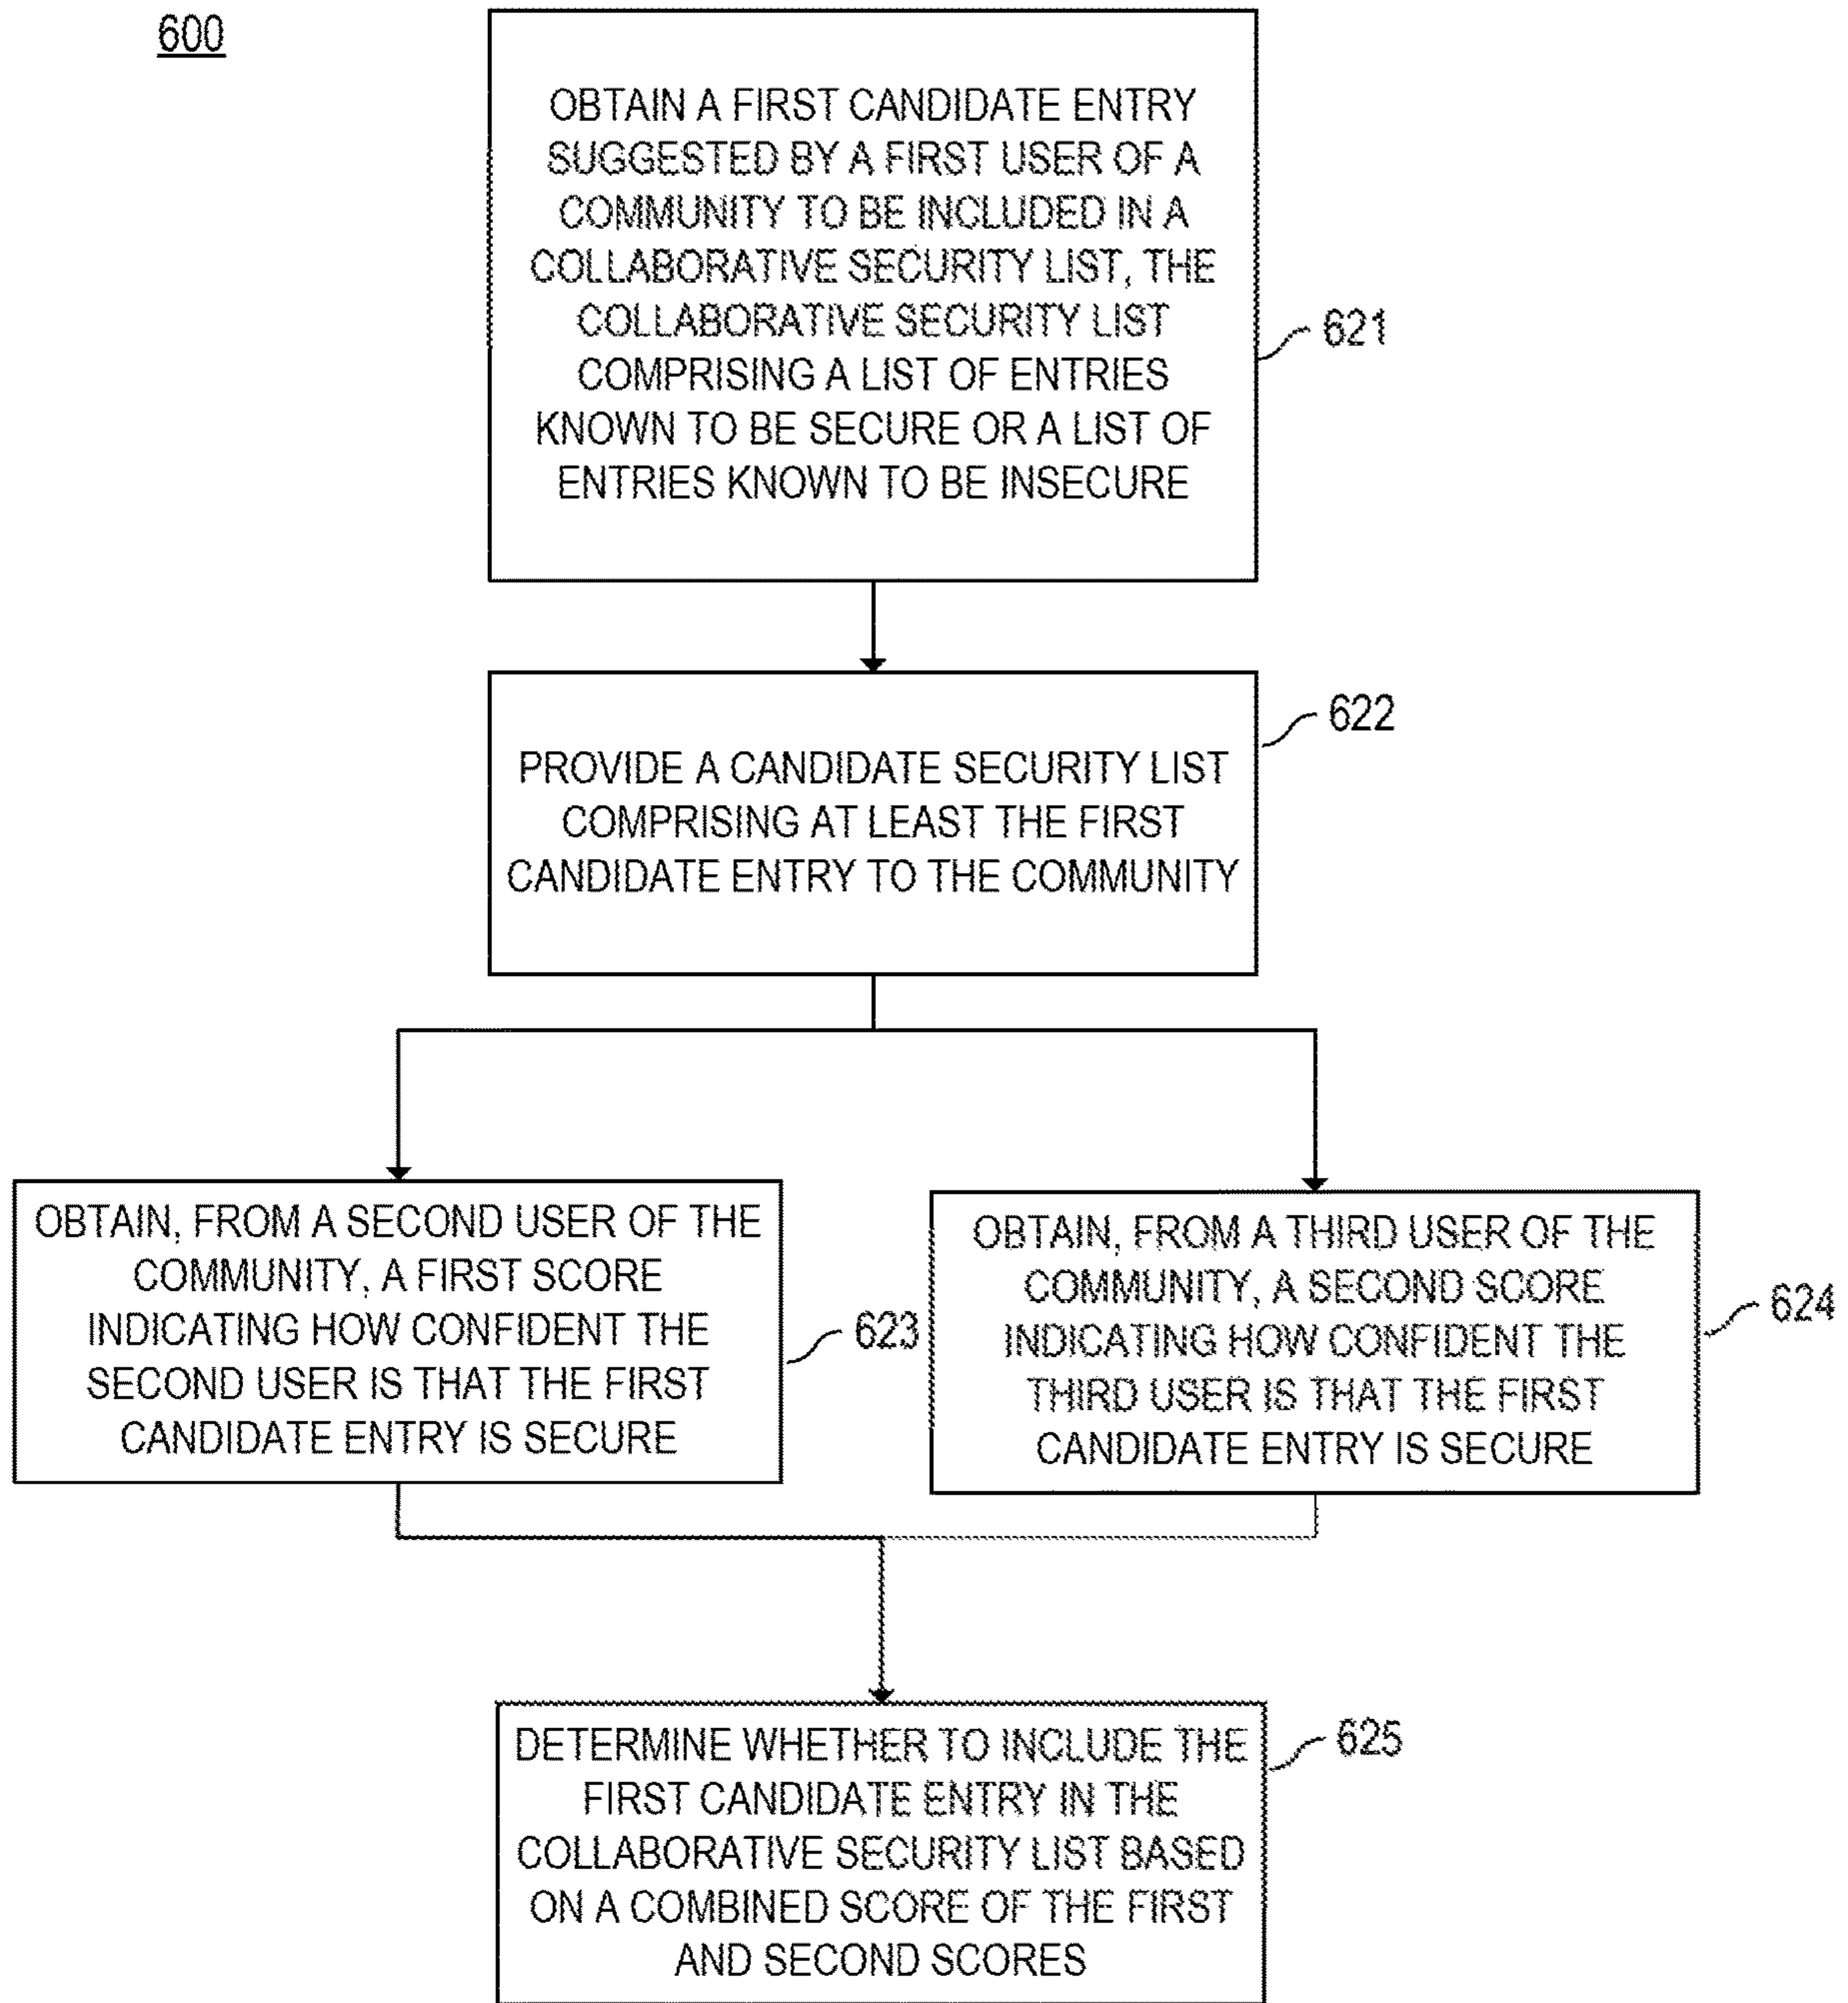 600
OBTAIN A FIRST CANDIDATE ENTRY
SUGGESTED BY A FIRST USER OF A
COMMUNITY TO BE INCLUDED IN A
COLLABORATIVE SECURITY LIST, THE
COLLABORATIVE SECURITY LIST
COMPRISING A LIST OF ENTRIES
KNOWN TO BE SECURE OR A LIST OF
ENTRIES KNOWN TO BE INSECURE
621
PROVIDE A CANDIDATE SECURITY LIST
COMPRISING AT LEAST THE FIRST
CANDIDATE ENTRY TO THE COMMUNITY
622
OBTAIN, FROM A SECOND USER OF THE
COMMUNITY, A FIRST SCORE
INDICATING HOW CONFIDENT THE
SECOND USER IS THAT THE FIRST
CANDIDATE ENTRY IS SECURE
623
OBTAIN, FROM A THIRD USER OF THE
COMMUNITY, A SECOND SCORE
INDICATING HOW CONFIDENT THE
THIRD USER IS THAT THE FIRST
CANDIDATE ENTRY IS SECURE
624
DETERMINE WHETHER TO INCLUDE THE
FIRST CANDIDATE ENTRY IN THE
COLLABORATIVE SECURITY LIST BASED
ON A COMBINED SCORE OF THE FIRST
AND SECOND SCORES
625